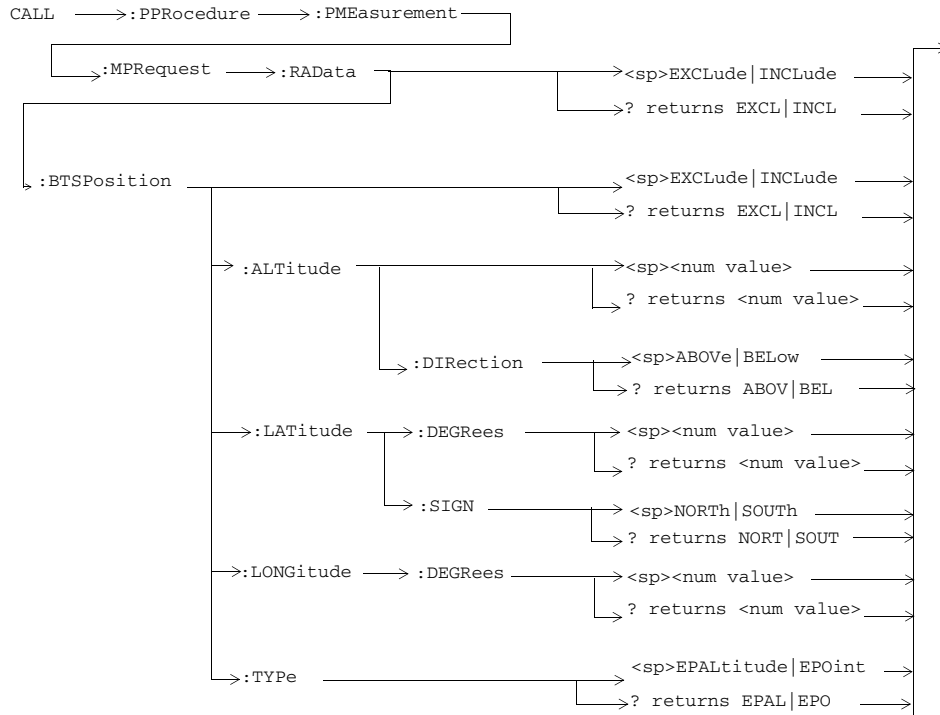 CALL :PPRocedure :PMEasurement
:MPRequest :RAData <sp>EXCLude|INCLude
? returns EXCL|INCL
:BTSPosition <sp>EXCLude|INCLude
? returns EXCL|INCL
:ALTitude <sp><num value>
? returns <num value>
:DIRection <sp>ABOVe|BELow
? returns ABOV|BEL
:LATitude :DEGRees <sp><num value>
? returns <num value>
:SIGN <sp>NORTh|SOUTh
? returns NORT|SOUT
:LONGitude :DEGRees <sp><num value>
? returns <num value>
:TYPe <sp>EPALtitude|EPOint
? returns EPAL|EPO